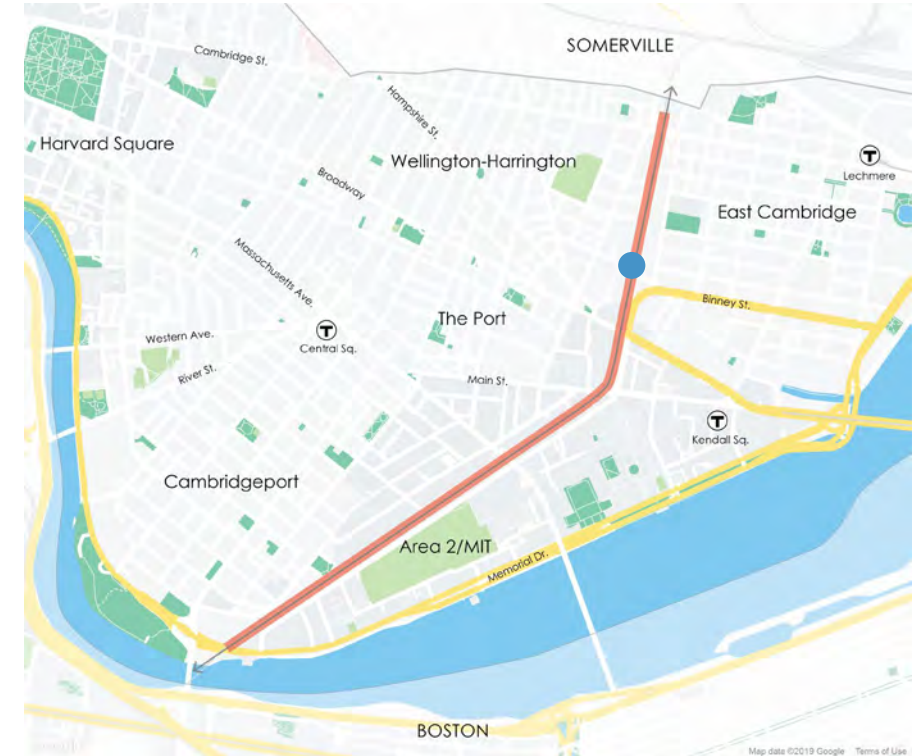 SOMERVILLE
Cambridge St.
Hampshire St.
Harvard Square
Wellington-Harrington
T
Lechmere
Broadway
East Cambridge
Massachusetts Ave.
Binney St.
The Port
Western Ave.
T
Central Sq.
River St.
Main St.
T
Kendall Sq.
Cambridgeport
Area 2/MIT
Memorial Dr.
BOSTON
Map data ©2019 Google Terms of Use